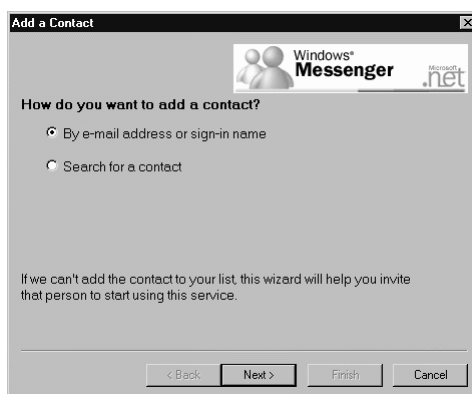 Add a Contact
Windows®
Messenger
Microsoft
.net
How do you want to add a contact?
By e-mail address or sign-in name
Search for a contact
If we can't add the contact to your list, this wizard will help you invite
that person to start using this service.
< Back Next > Finish Cancel